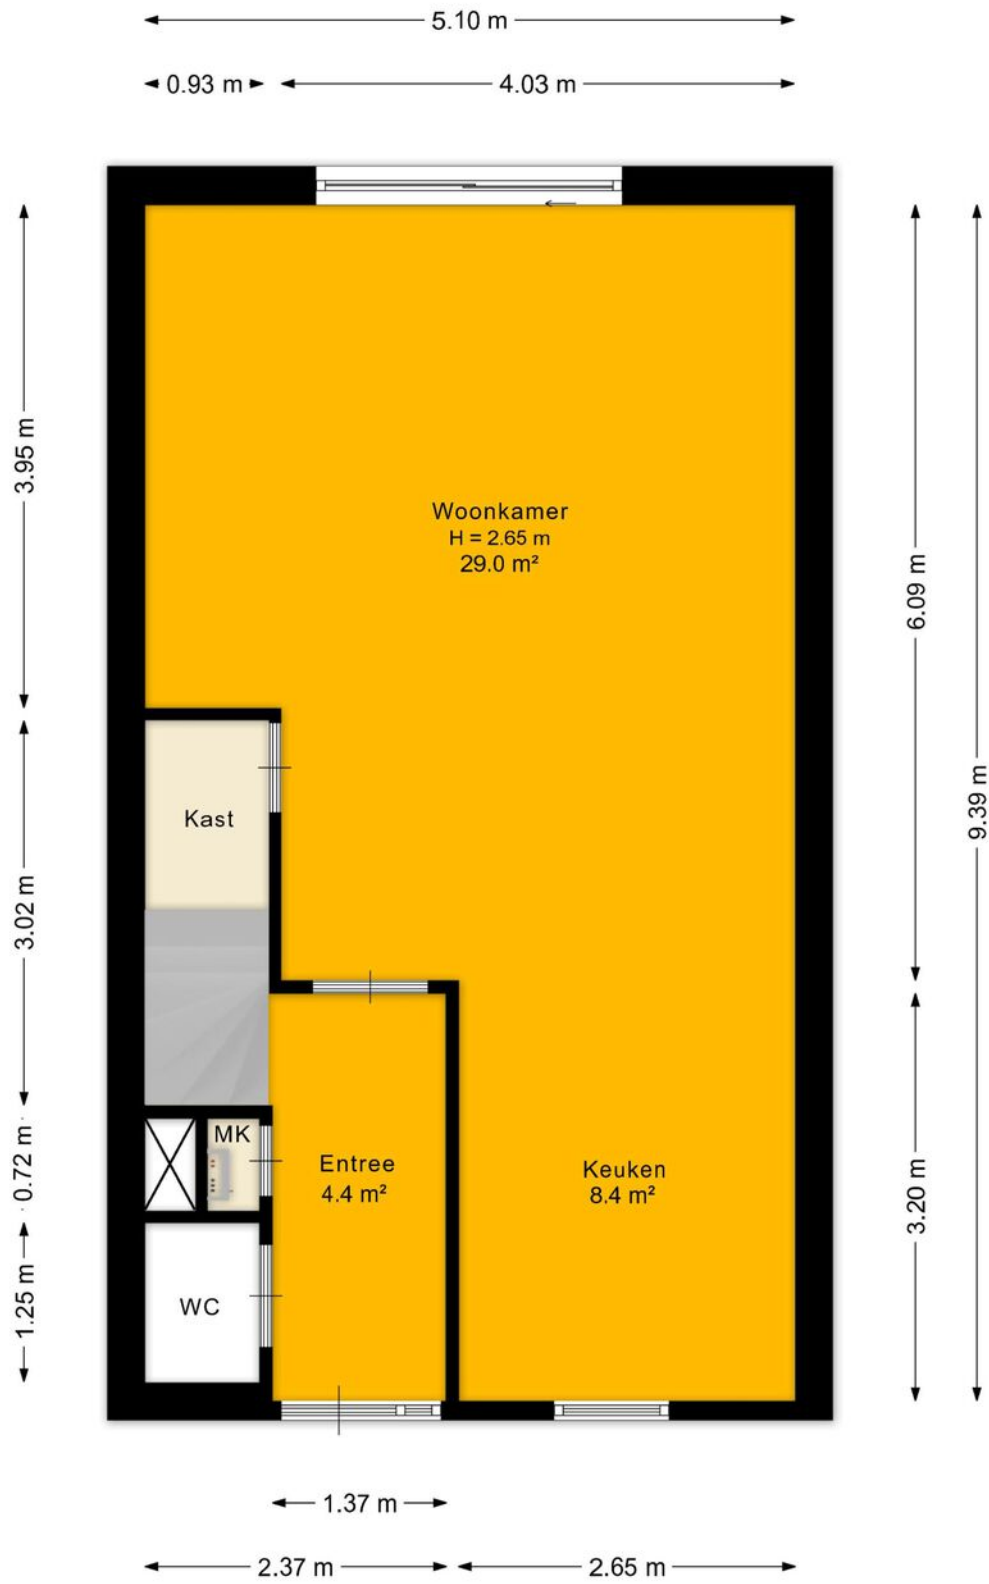 5.10 m
0.93 m
4.03 m
3.95 m
6.09 m
9.39 m
Woonkamer
H = 2.65 m
29.0 m²
Kast
3.02 m
MK
0.72 m
Entree
4.4 m²
Keuken
8.4 m²
3.20 m
WC
1.25 m
1.37 m
2.37 m
2.65 m